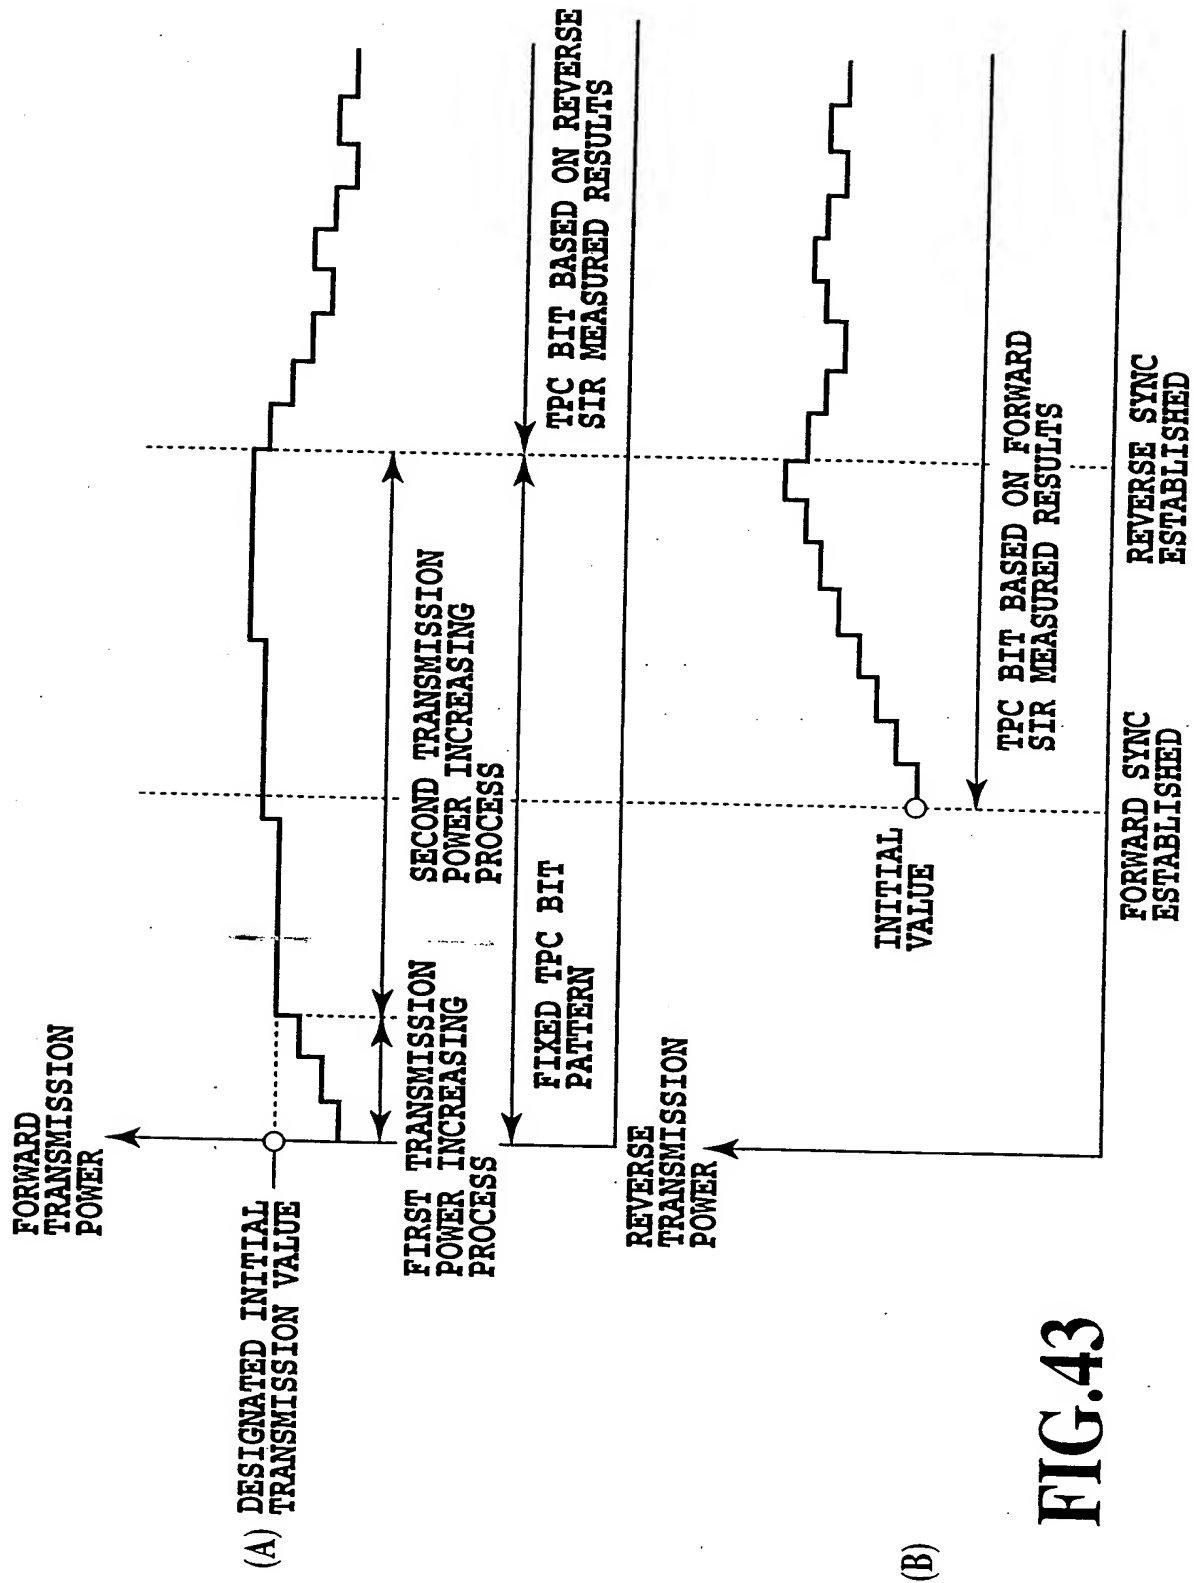 FORWARD
TRANSMISSION
POWER
(A) DESIGNATED INITIAL
TRANSMISSION VALUE
FIRST TRANSMISSION
POWER INCREASING
PROCESS
SECOND TRANSMISSION
POWER INCREASING
PROCESS
FIXED TPC BIT
PATTERN
TPC BIT BASED ON REVERSE
SIR MEASURED RESULTS
REVERSE
TRANSMISSION
POWER
(B)
INITIAL
VALUE
TPC BIT BASED ON FORWARD
SIR MEASURED RESULTS
FORWARD SYNC
ESTABLISHED
REVERSE SYNC
ESTABLISHED
FIG.43